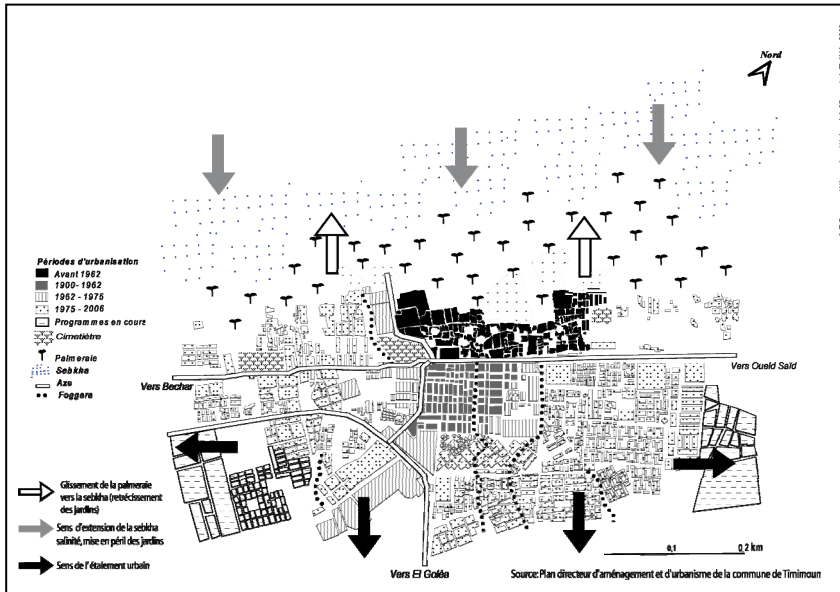 Nord
Périodes d'urbanisation
Avant 1962
1900- 1962
1962 - 1975
1975 - 2006
Programmes en cours
Cimetiètre
Palmeraie
Sebkha
Axe
Foggara
Vers Bechar
Vers Oueld Said
Glissement de la palmeraie
vers la sebkha (retrécissement
des jardins)
Sens d'extension de la sebkha
salinité, mise en péril des jardins
Sens de l'étalement urbain
Vers El Goléa
0,1
0,2 km
Source: Plan directeur d'aménagement et d'urbanisme de la commune de Timimoun